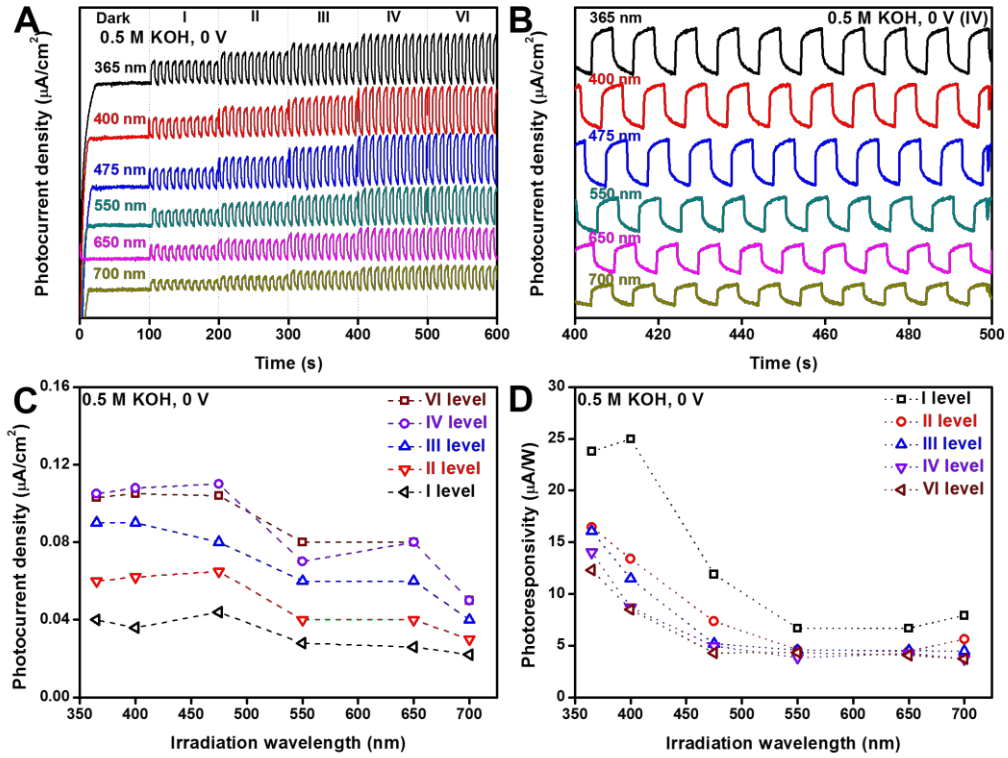 A
Dark I II III IV VI
0.5 M KOH, 0 V
365 nm
400 nm
475 nm
550 nm
650 nm
700 nm
Photocurrent density (μA/cm²)
0 100 200 300 400 500 600
Time (s)
B
0.5 M KOH, 0 V (IV)
365 nm
400 nm
475 nm
550 nm
650 nm
700 nm
Photocurrent density (μA/cm²)
400 420 440 460 480 500
Time (s)
C
0.5 M KOH, 0 V
VI level
IV level
III level
II level
I level
0.16
0.12
0.08
0.04
0.00
Photocurrent density (μA/cm²)
350 400 450 500 550 600 650 700
Irradiation wavelength (nm)
D
0.5 M KOH, 0 V
I level
II level
III level
IV level
VI level
30
25
20
15
10
5
0
Photoresponsivity (μA/W)
350 400 450 500 550 600 650 700
Irradiation wavelength (nm)